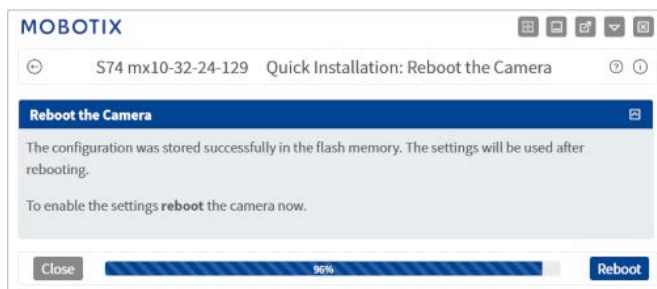 MOBOTIX
S74 mx10-32-24-129 Quick Installation: Reboot the Camera
Reboot the Camera
The configuration was stored successfully in the flash memory. The settings will be used after
rebooting.
To enable the settings reboot the camera now.
Close 96% Reboot